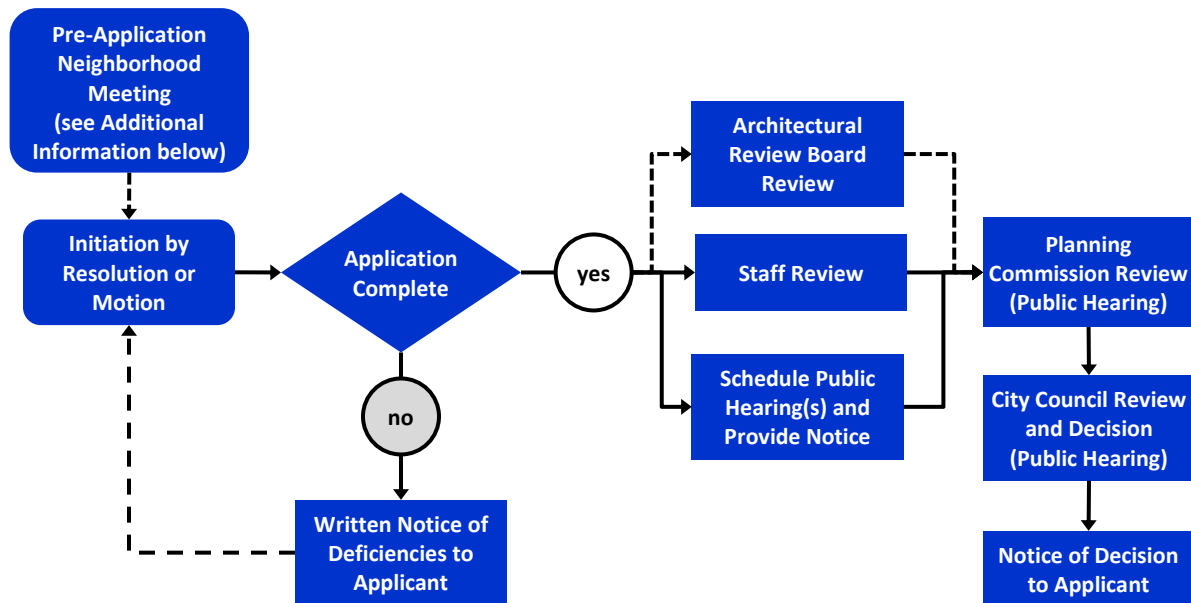 Pre-Application
Neighborhood
Meeting
(see Additional
Information below)
Initiation by
Resolution or
Motion
Application
Complete
yes
no
Written Notice of
Deficiencies to
Applicant
Architectural
Review Board
Review
Staff Review
Schedule Public
Hearing(s) and
Provide Notice
Planning
Commission Review
(Public Hearing)
City Council Review
and Decision
(Public Hearing)
Notice of Decision
to Applicant